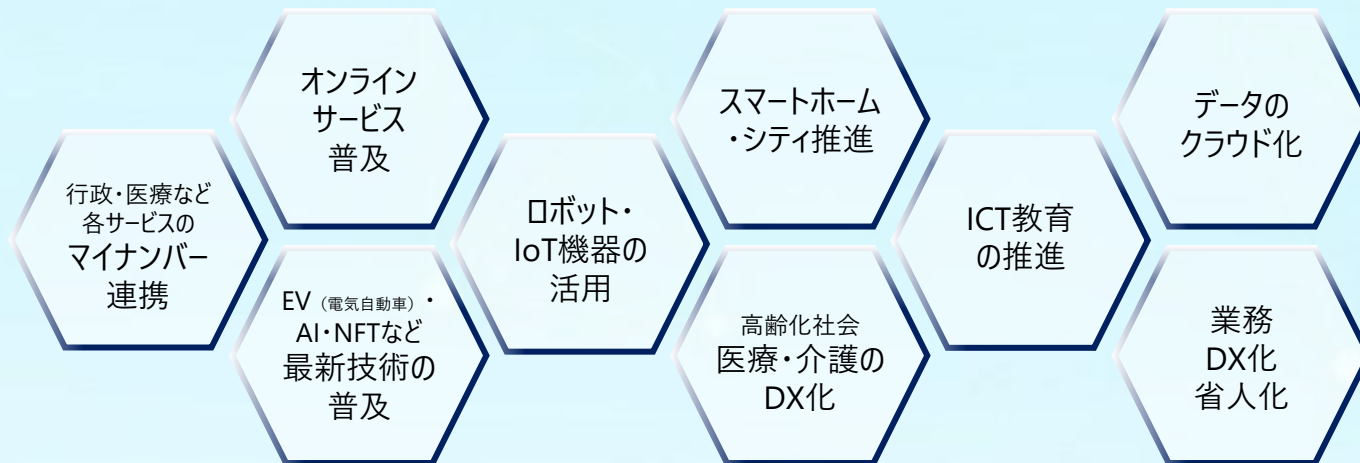 行政・医療など
各サービスの
マイナンバー
連携
オンライン
サービス
普及
EV（電気自動車）・
AI・NFTなど
最新技術の
普及
ロボット・
IoT機器の
活用
スマートホーム
・シティ推進
高齢化社会
医療・介護の
DX化
ICT教育
の推進
データの
クラウド化
業務
DX化
省人化